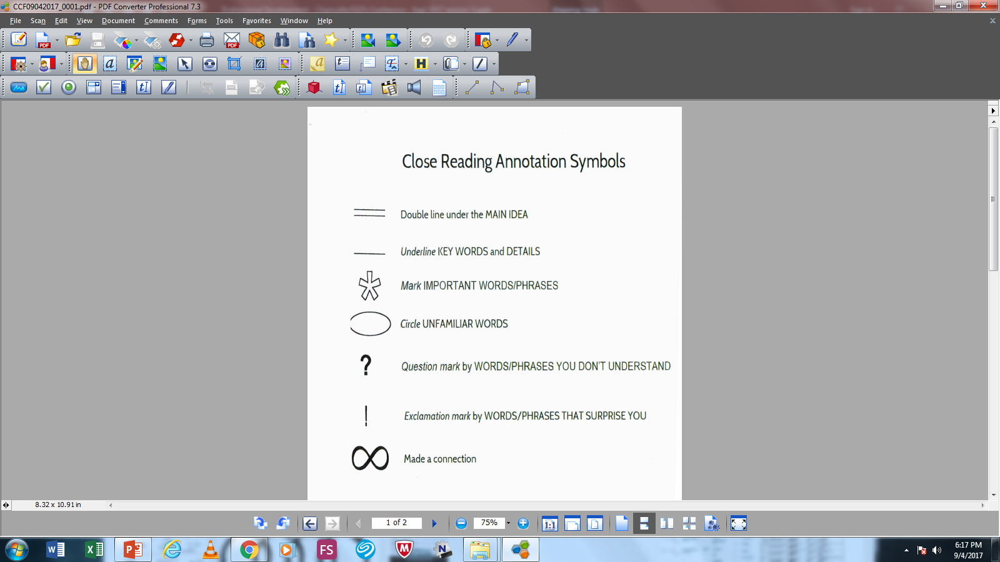 CCF09042017_0001.pdf - PDF Converter Professional 7.3
File Scan Edit View Document Comments Forms Tools Favorites Window Help
Close Reading Annotation Symbols
Double line under the MAIN IDEA
Underline KEY WORDS and DETAILS
Mark IMPORTANT WORDS/PHRASES
Circle UNFAMILIAR WORDS
? Question mark by WORDS/PHRASES YOU DON'T UNDERSTAND
! Exclamation mark by WORDS/PHRASES THAT SURPRISE YOU
∞ Made a connection
8.32 x 10.91 in
1 of 2
75%
6:17 PM
9/4/2017